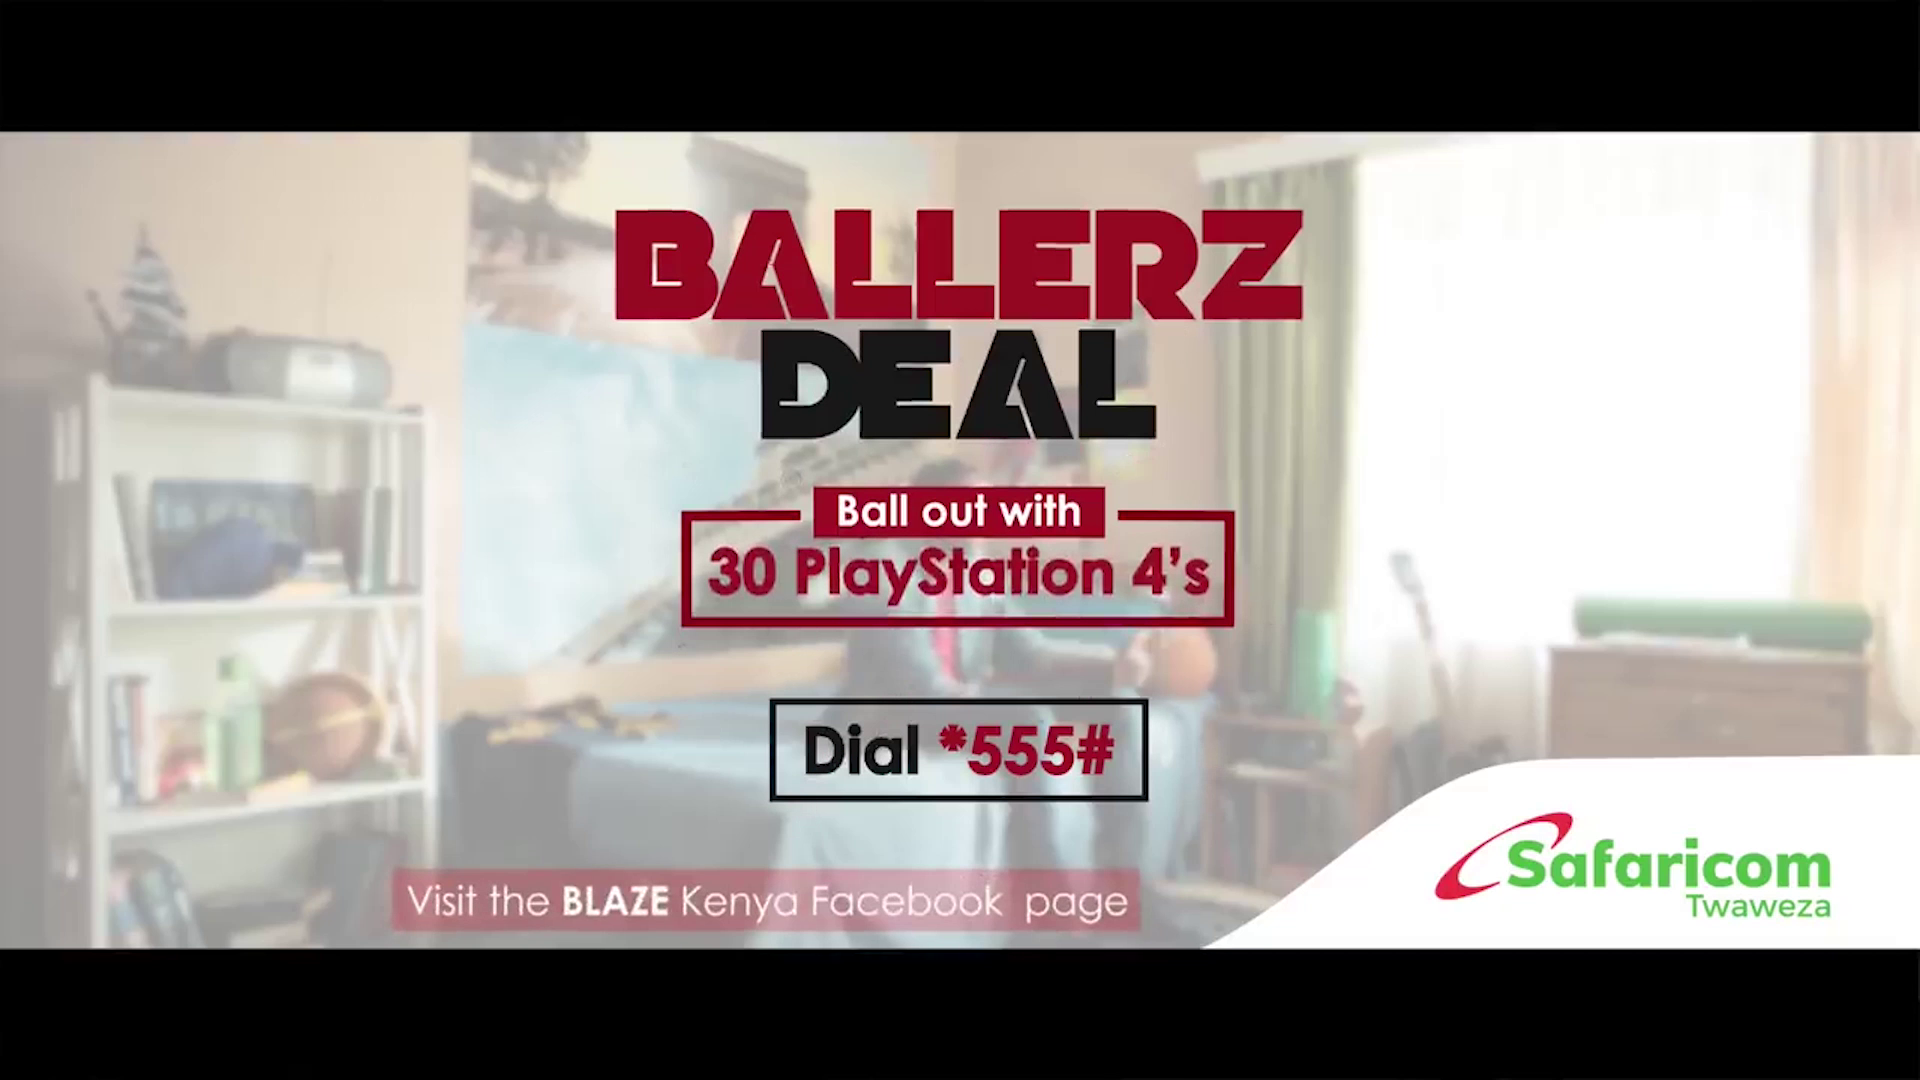 BALLERZ
DEAL
Ball out with
30 PlayStation 4's
Dial *555#
Visit the BLAZE Kenya Facebook page
Safaricom
Twaweza